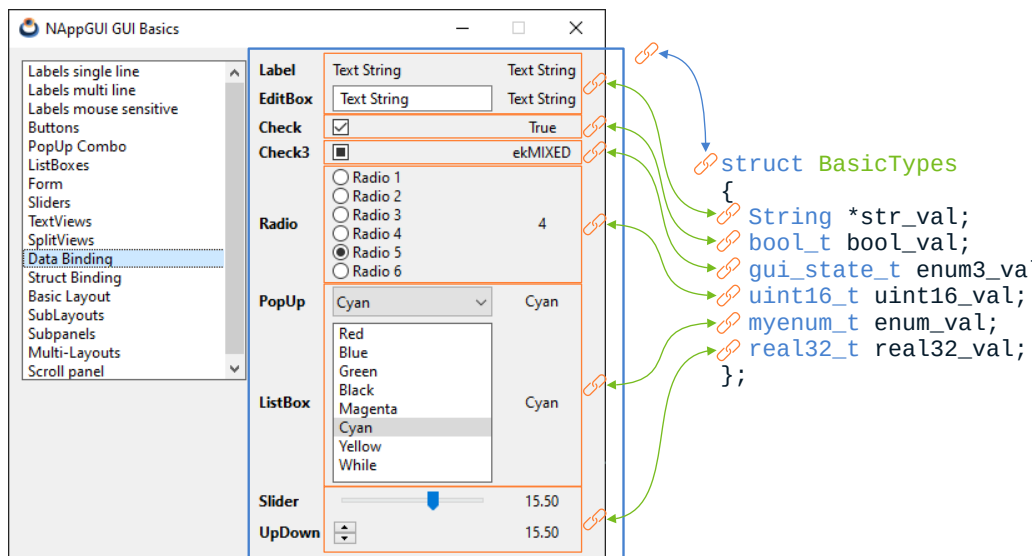 NAppGUI GUI Basics
Labels single line
Labels multi line
Labels mouse sensitive
Buttons
PopUp Combo
ListBoxes
Form
Sliders
TextViews
SplitViews
Data Binding
Struct Binding
Basic Layout
SubLayouts
Subpanels
Multi-Layouts
Scroll panel
Label Text String Text String
EditBox Text String Text String
Check True
Check3 ekMIXED
Radio 1
Radio 2
Radio 3
Radio Radio 4 4
Radio 5
Radio 6
PopUp Cyan Cyan
Red
Blue
Green
Black
ListBox Magenta Cyan
Cyan
Yellow
While
Slider 15.50
UpDown 15.50
struct BasicTypes
{
String *str_val;
bool_t bool_val;
gui_state_t enum3_val
uint16_t uint16_val;
myenum_t enum_val;
real32_t real32_val;
};